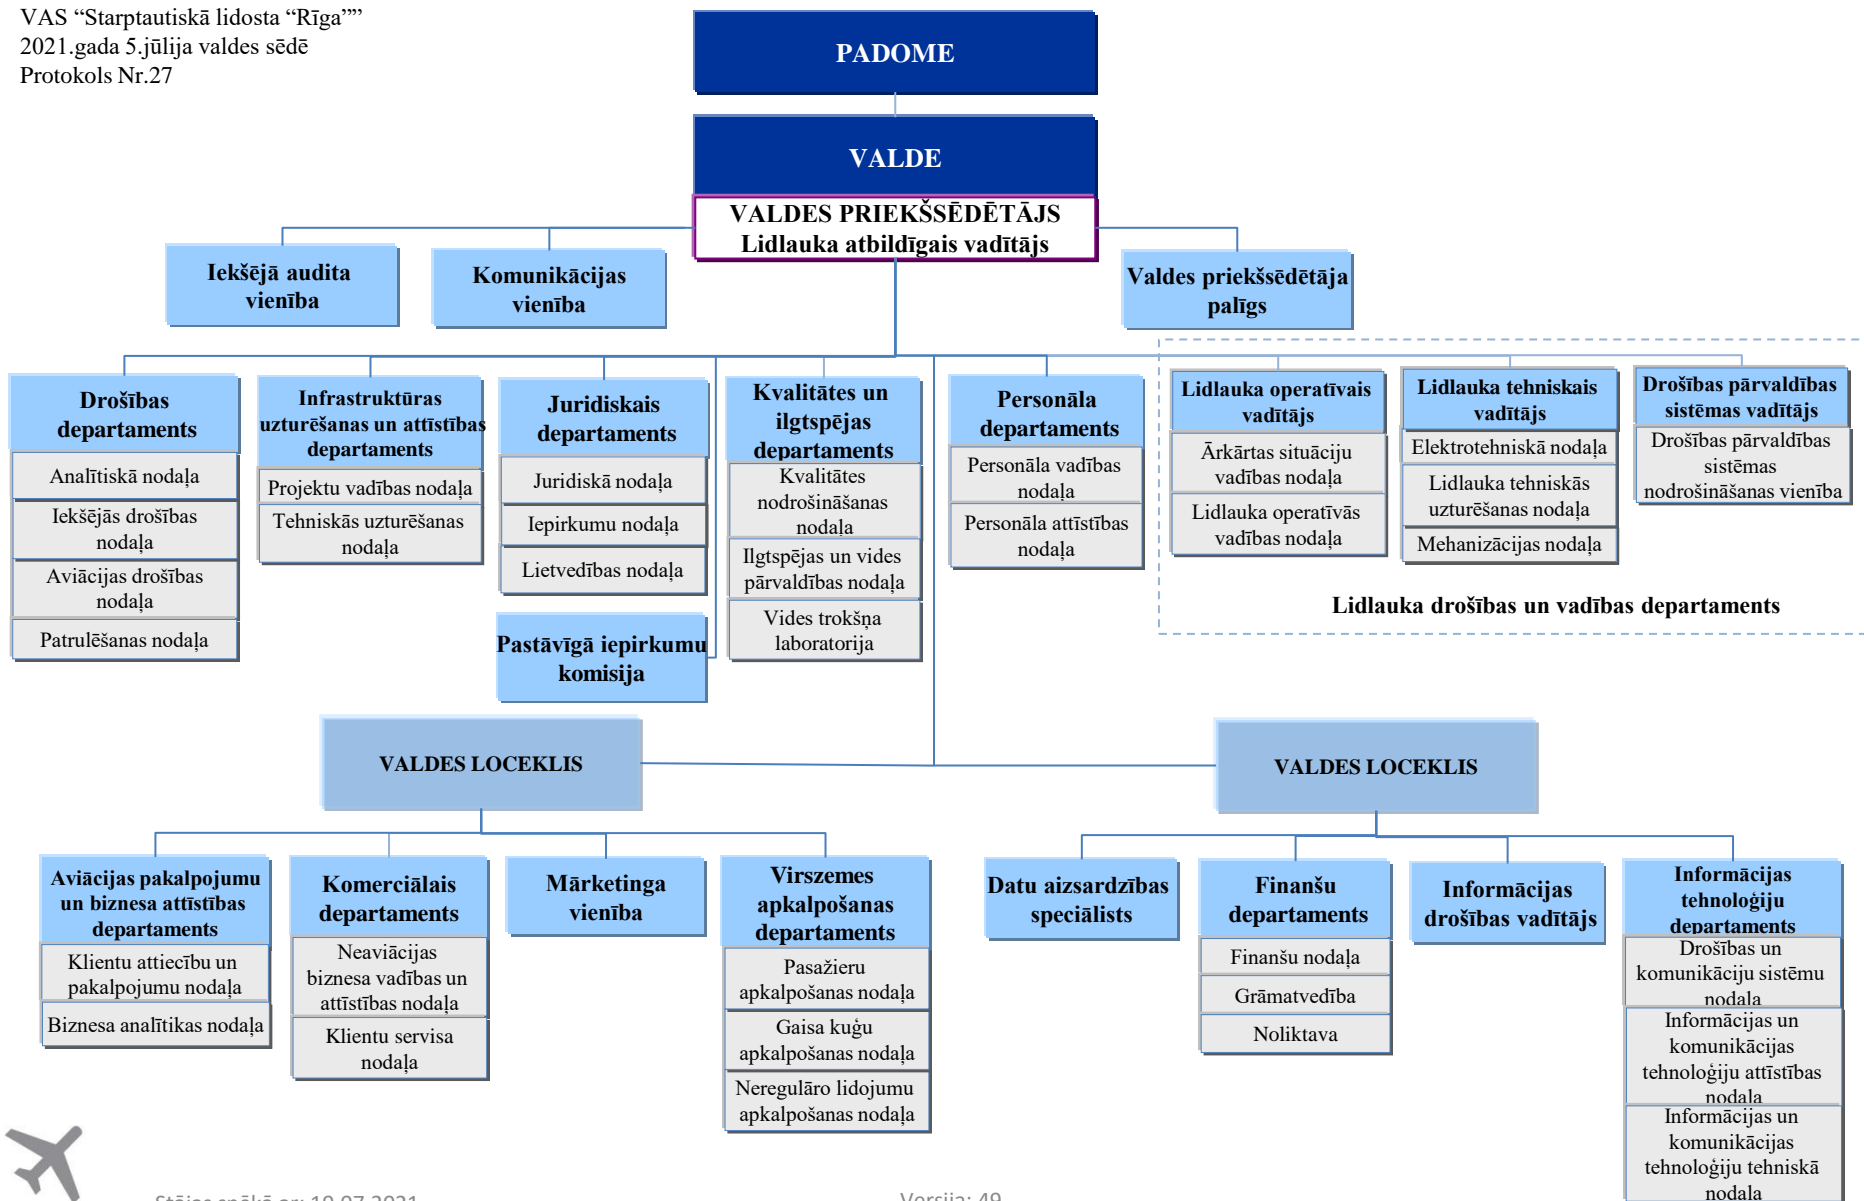 VAS “Starptautiskā lidosta “Rīga””
2021.gada 5.jūlija valdes sēdē
Protokols Nr.27
PADOME
VALDE
VALDES PRIEKŠSĒDĒTĀJS
Lidlauka atbildīgais vadītājs
Iekšējā audita
vienība
Komunikācijas
vienība
Valdes priekšsēdētāja
palīgs
Drošības
departaments
Analītiskā nodaļa
Iekšējās drošības
nodaļa
Aviācijas drošības
nodaļa
Patrulēšanas nodaļa
Infrastruktūras
uzturēšanas un attīstības
departaments
Projektu vadības nodaļa
Tehniskās uzturēšanas
nodaļa
Juridiskais
departaments
Juridiskā nodaļa
Iepirkumu nodaļa
Lietvedības nodaļa
Pastāvīgā iepirkumu
komisija
Kvalitātes un
ilgtspējas
departaments
Kvalitātes
nodrošināšanas
nodaļa
Ilgtspējas un vides
pārvaldības nodaļa
Vides trokšņa
laboratorija
Personāla
departaments
Personāla vadības
nodaļa
Personāla attīstības
nodaļa
Lidlauka operatīvais
vadītājs
Ārkārtas situāciju
vadības nodaļa
Lidlauka operatīvās
vadības nodaļa
Lidlauka tehniskais
vadītājs
Elektrotehniskā nodaļa
Lidlauka tehniskās
uzturēšanas nodaļa
Mehanizācijas nodaļa
Drošības pārvaldības
sistēmas vadītājs
Drošības pārvaldības
sistēmas
nodrošināšanas vienība
Lidlauka drošības un vadības departaments
VALDES LOCEKLIS
VALDES LOCEKLIS
Aviācijas pakalpojumu
un biznesa attīstības
departaments
Klientu attiecību un
pakalpojumu nodaļa
Biznesa analītikas nodaļa
Komerciālais
departaments
Neaviācijas
biznesa vadības un
attīstības nodaļa
Klientu servisa
nodaļa
Mārketinga
vienība
Virszemes
apkalpošanas
departaments
Pasažieru
apkalpošanas nodaļa
Gaisa kuģu
apkalpošanas nodaļa
Neregulāro lidojumu
apkalpošanas nodaļa
Datu aizsardzības
speciālists
Finanšu
departaments
Finanšu nodaļa
Grāmatvedība
Noliktava
Informācijas
drošības vadītājs
Informācijas
tehnoloģiju
departaments
Drošības un
komunikāciju sistēmu
nodaļa
Informācijas un
komunikācijas
tehnoloģiju attīstības
nodaļa
Informācijas un
komunikācijas
tehnoloģiju tehniskā
nodaļa
Stājas spēkā ar: 19.07.2021
Versija: 49